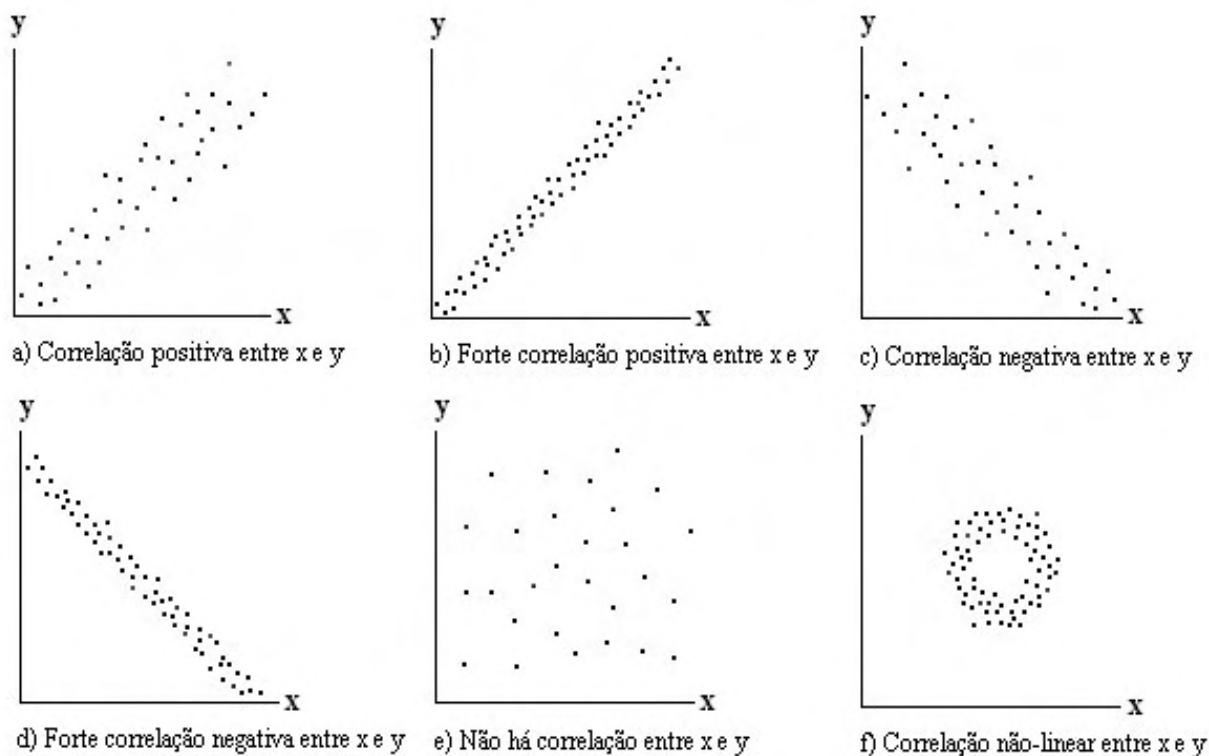 y
y
y
x
x
x
a) Correlação positiva entre x e y
b) Forte correlação positiva entre x e y
c) Correlação negativa entre x e y
y
y
y
x
x
x
d) Forte correlação negativa entre x e y
e) Não há correlação entre x e y
f) Correlação não-linear entre x e y